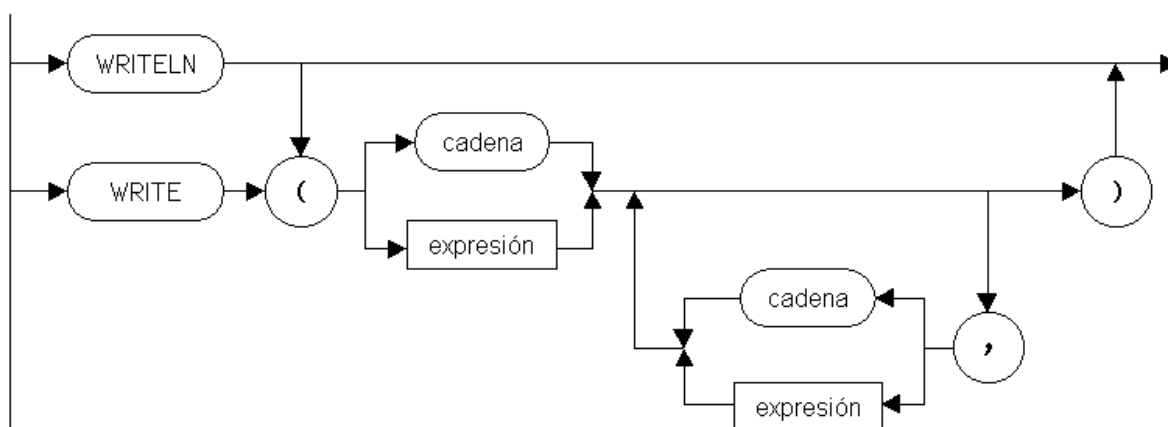 WRITELN
cadena
WRITE
(
)
expresión
cadena
,
expresión